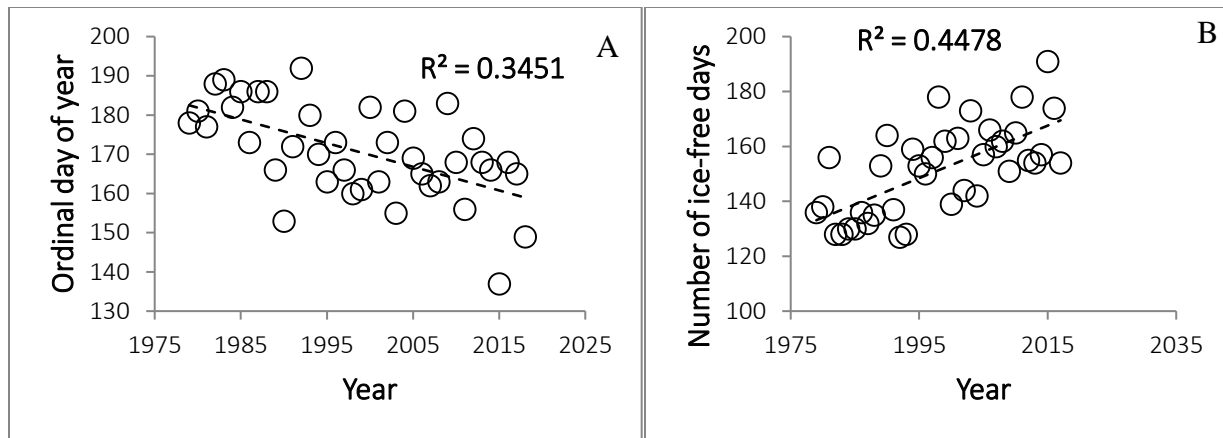 A
R² = 0.3451
Ordinal day of year
200
190
180
170
160
150
140
130
1975 1985 1995 2005 2015 2025
Year
B
R² = 0.4478
Number of ice-free days
200
180
160
140
120
100
1975 1995 2015 2035
Year